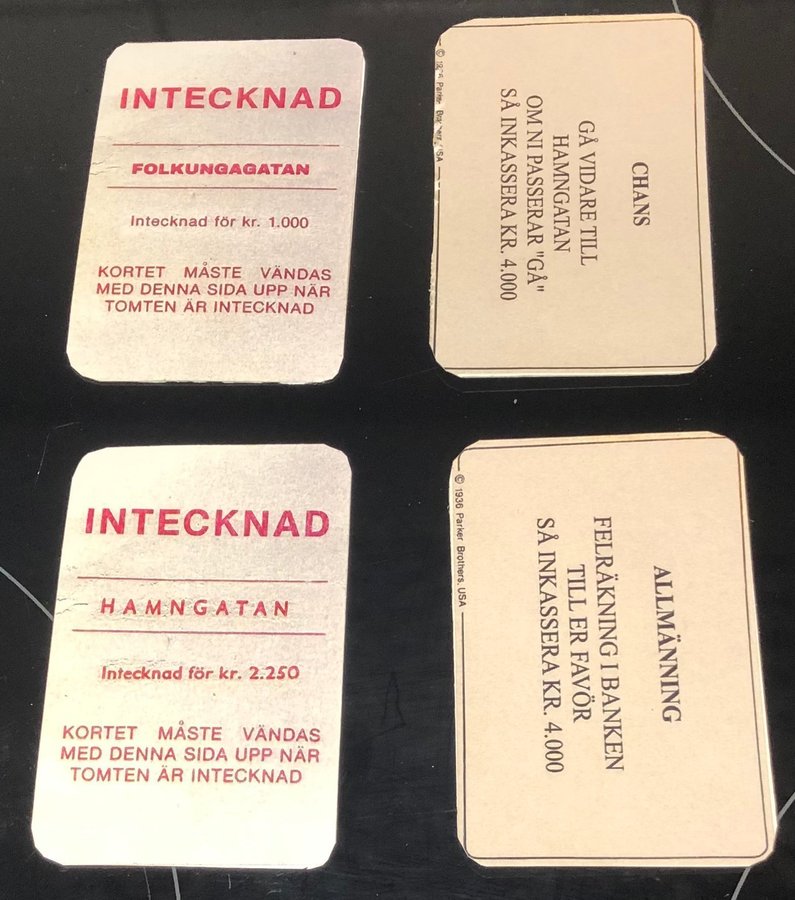 INTECKNAD
FOLKUNGAGATAN
Intecknad för kr. 1.000
KORTET MÅSTE VÄNDAS
MED DENNA SIDA UPP NÄR
TOMTEN ÄR INTECKNAD
CHANS
GÅ VIDARE TILL
HAMNGATAN
OM NI PASSERAR "GÅ"
SÅ INKASSERA KR. 4.000
© Parker USA
INTECKNAD
HAMNGATAN
Intecknad för kr. 2.250
KORTET MÅSTE VÄNDAS
MED DENNA SIDA UPP NÄR
TOMTEN ÄR INTECKNAD
ALLMÄNNING
FELRÄKNING I BANKEN
TILL ER FAVÖR
SÅ INKASSERA KR. 4.000
© 1936 Parker Brothers, USA